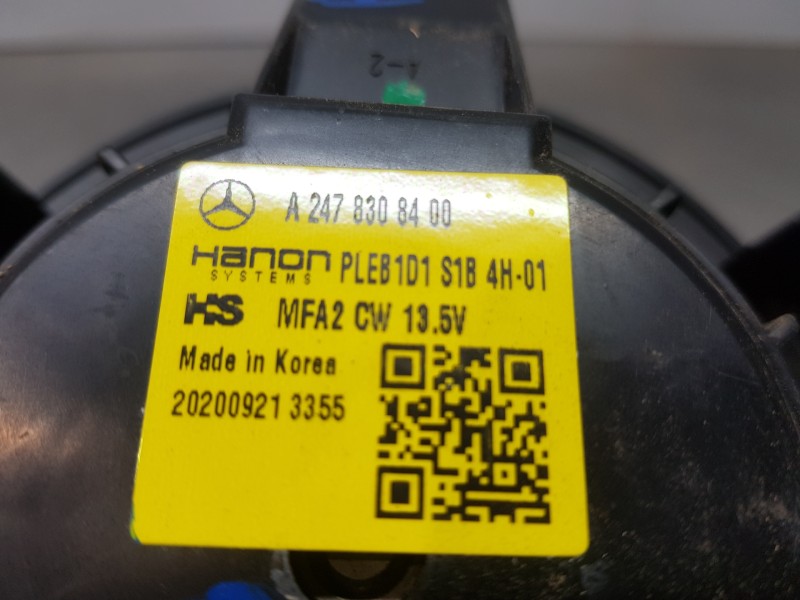 4-2
A 247 830 84 00
Hanon SYSTEMS PLEB1D1 S1B 4H-01
HS MFA2 CW 13.5V
Made in Korea
20200921 3355